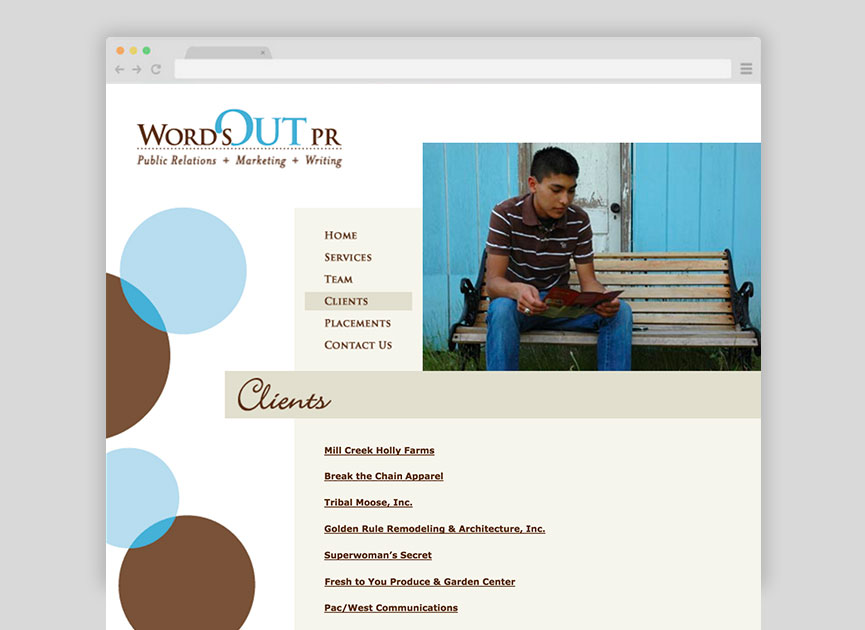 WORD'S OUT PR
Public Relations + Marketing + Writing
HOME
SERVICES
TEAM
CLIENTS
PLACEMENTS
CONTACT US
Clients
Mill Creek Holly Farms
Break the Chain Apparel
Tribal Moose, Inc.
Golden Rule Remodeling & Architecture, Inc.
Superwoman’s Secret
Fresh to You Produce & Garden Center
Pac/West Communications